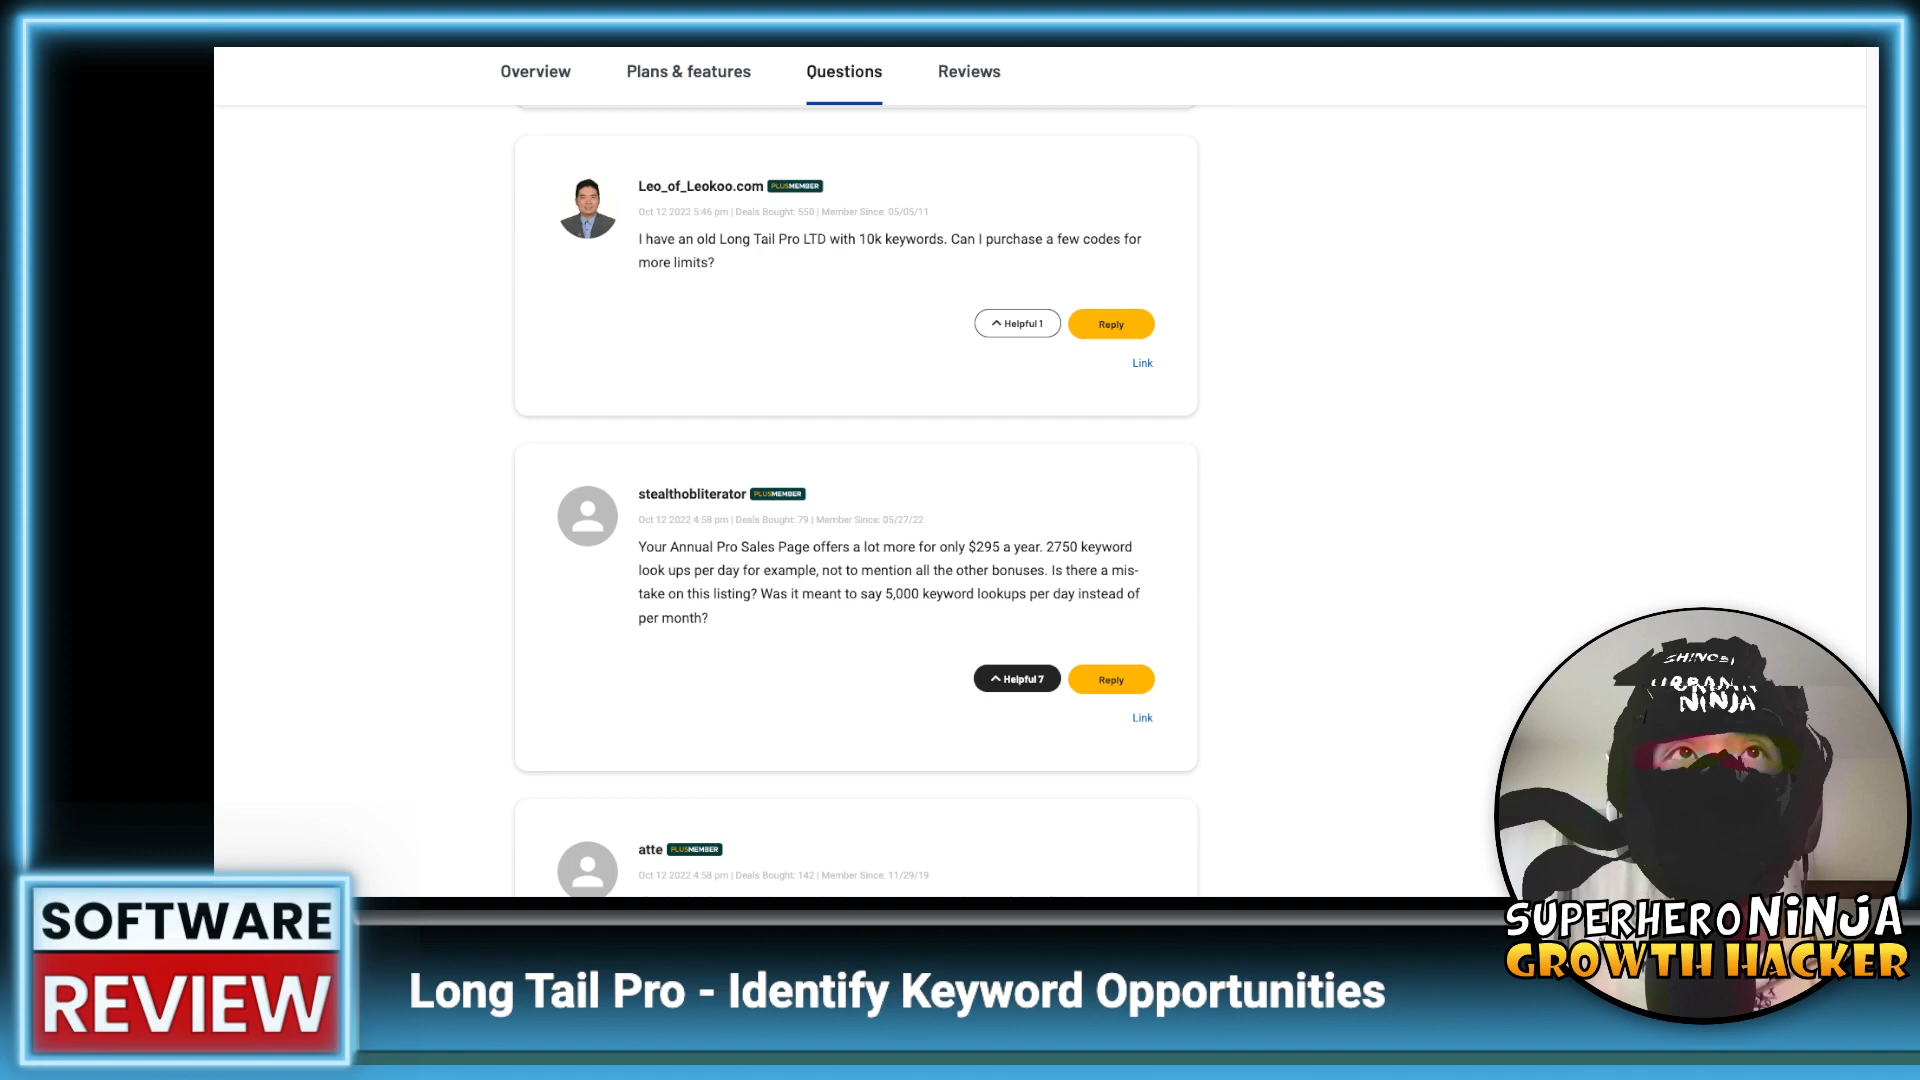 Overview Plans & features Questions Reviews
Leo_of_Leokoo.com PLUSMEMBER
Oct 12 2022 5:46 pm | Deals Bought: 550 | Member Since: 05/05/11
I have an old Long Tail Pro LTD with 10k keywords. Can I purchase a few codes for
more limits?
Helpful 1 Reply
Link
stealthobliterator PLUSMEMBER
Oct 12 2022 4:58 pm | Deals Bought: 79 | Member Since: 05/27/22
Your Annual Pro Sales Page offers a lot more for only $295 a year. 2750 keyword
look ups per day for example, not to mention all the other bonuses. Is there a mis-
take on this listing? Was it meant to say 5,000 keyword lookups per day instead of
per month?
Helpful 7 Reply
Link
atte PLUSMEMBER
Oct 12 2022 4:58 pm | Deals Bought: 142 | Member Since: 11/29/19
SHINOBI
URBAN
NINJA
SUPERHERO NiNJA
GROWTH HACKER
SOFTWARE
REVIEW
Long Tail Pro - Identify Keyword Opportunities